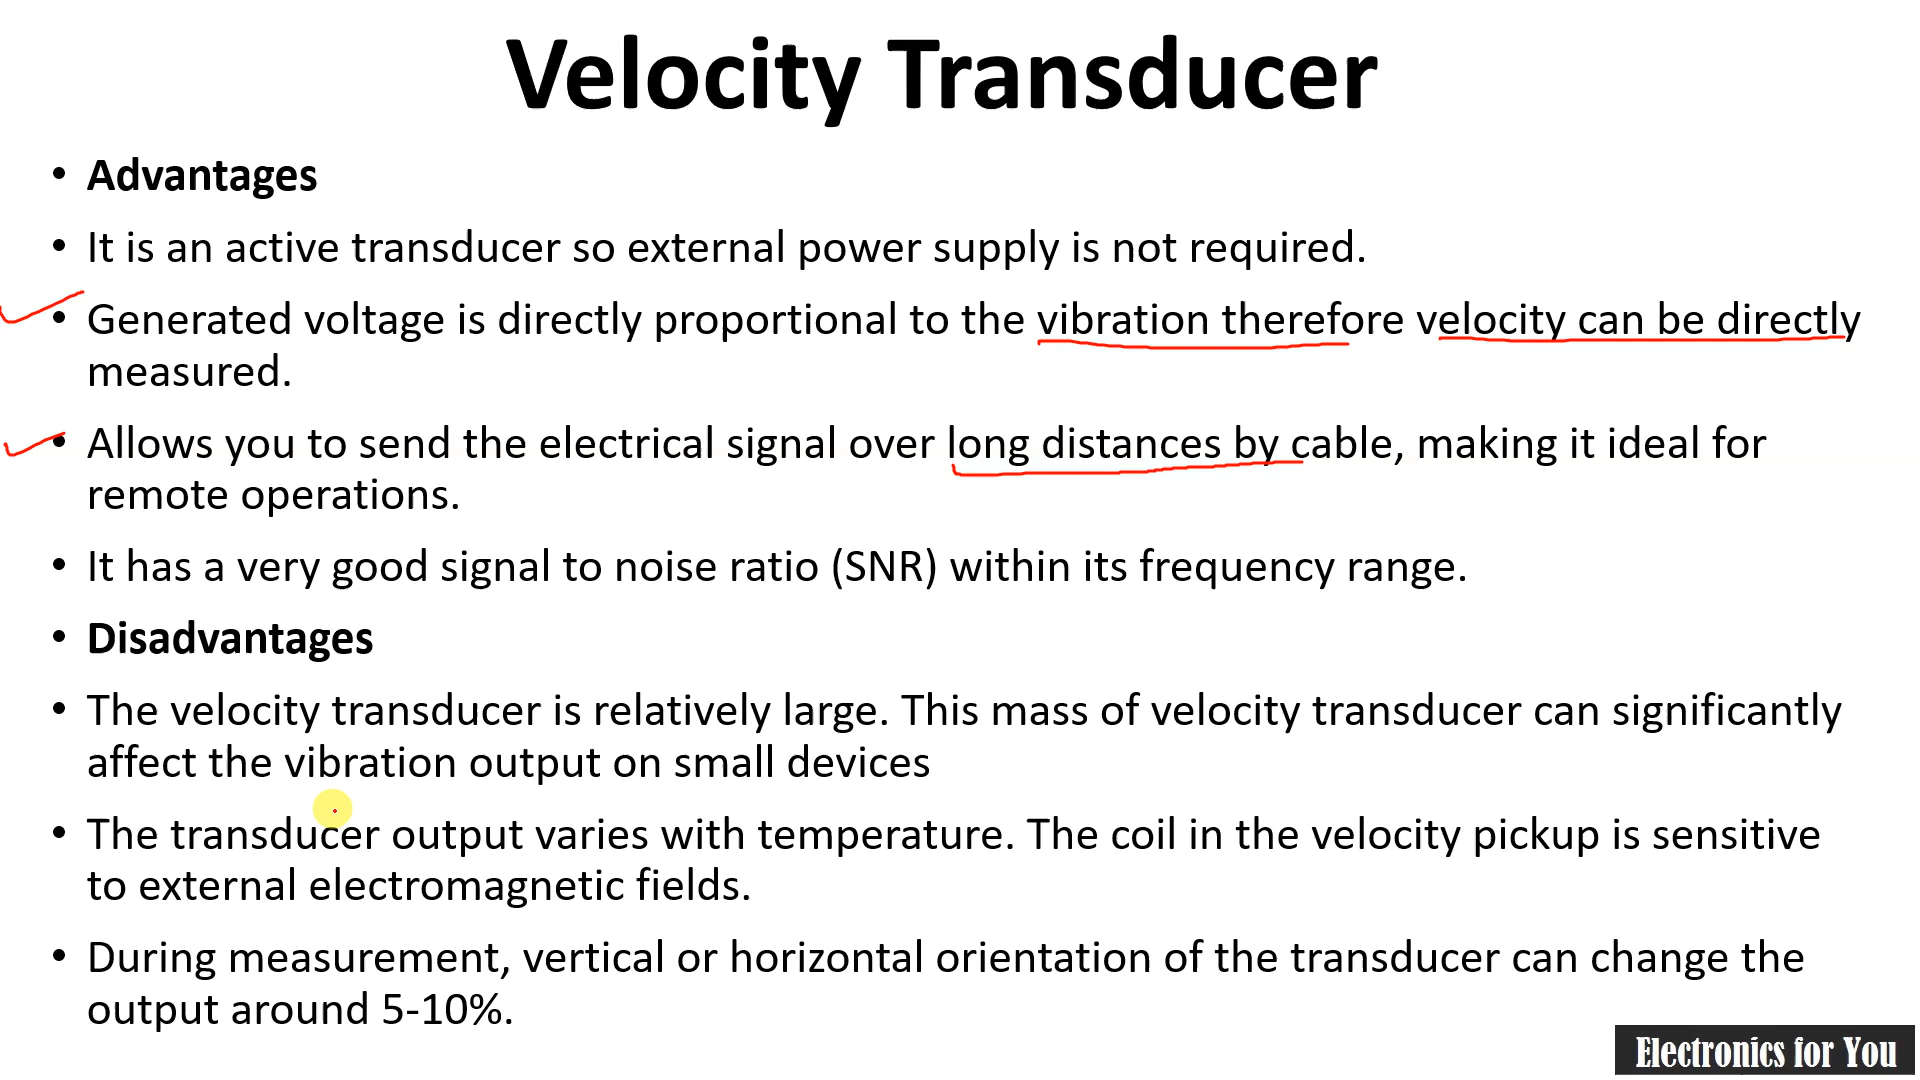 Velocity Transducer
• Advantages
• It is an active transducer so external power supply is not required.
• Generated voltage is directly proportional to the vibration therefore velocity can be directly
measured.
• Allows you to send the electrical signal over long distances by cable, making it ideal for
remote operations.
• It has a very good signal to noise ratio (SNR) within its frequency range.
• Disadvantages
• The velocity transducer is relatively large. This mass of velocity transducer can significantly
affect the vibration output on small devices
• The transducer output varies with temperature. The coil in the velocity pickup is sensitive
to external electromagnetic fields.
• During measurement, vertical or horizontal orientation of the transducer can change the
output around 5-10%.
Electronics for You